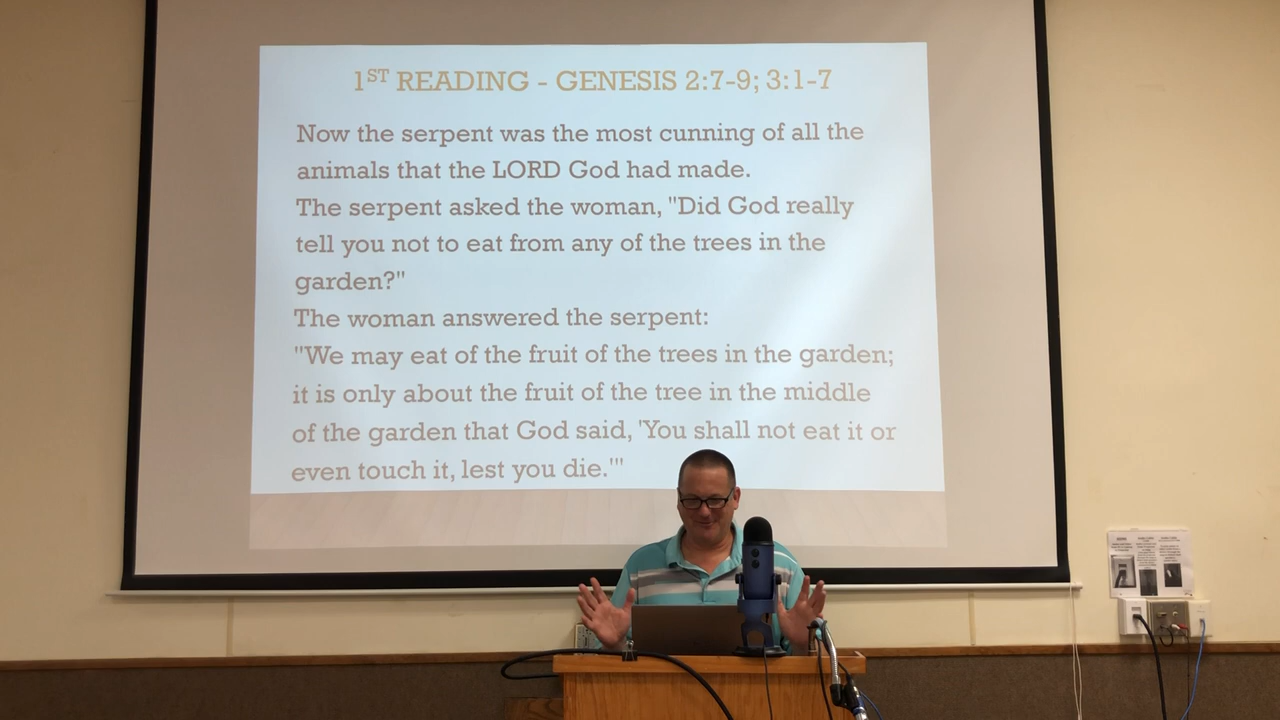 1ST READING - GENESIS 2:7-9; 3:1-7
Now the serpent was the most cunning of all the
animals that the LORD God had made.
The serpent asked the woman, "Did God really
tell you not to eat from any of the trees in the
garden?"
The woman answered the serpent:
"We may eat of the fruit of the trees in the garden;
it is only about the fruit of the tree in the middle
of the garden that God said, 'You shall not eat it or
even touch it, lest you die.'"